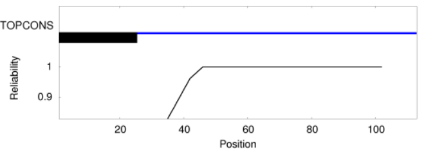 TOPCONS
Reliability
1
0.9
20 40 60 80 100
Position